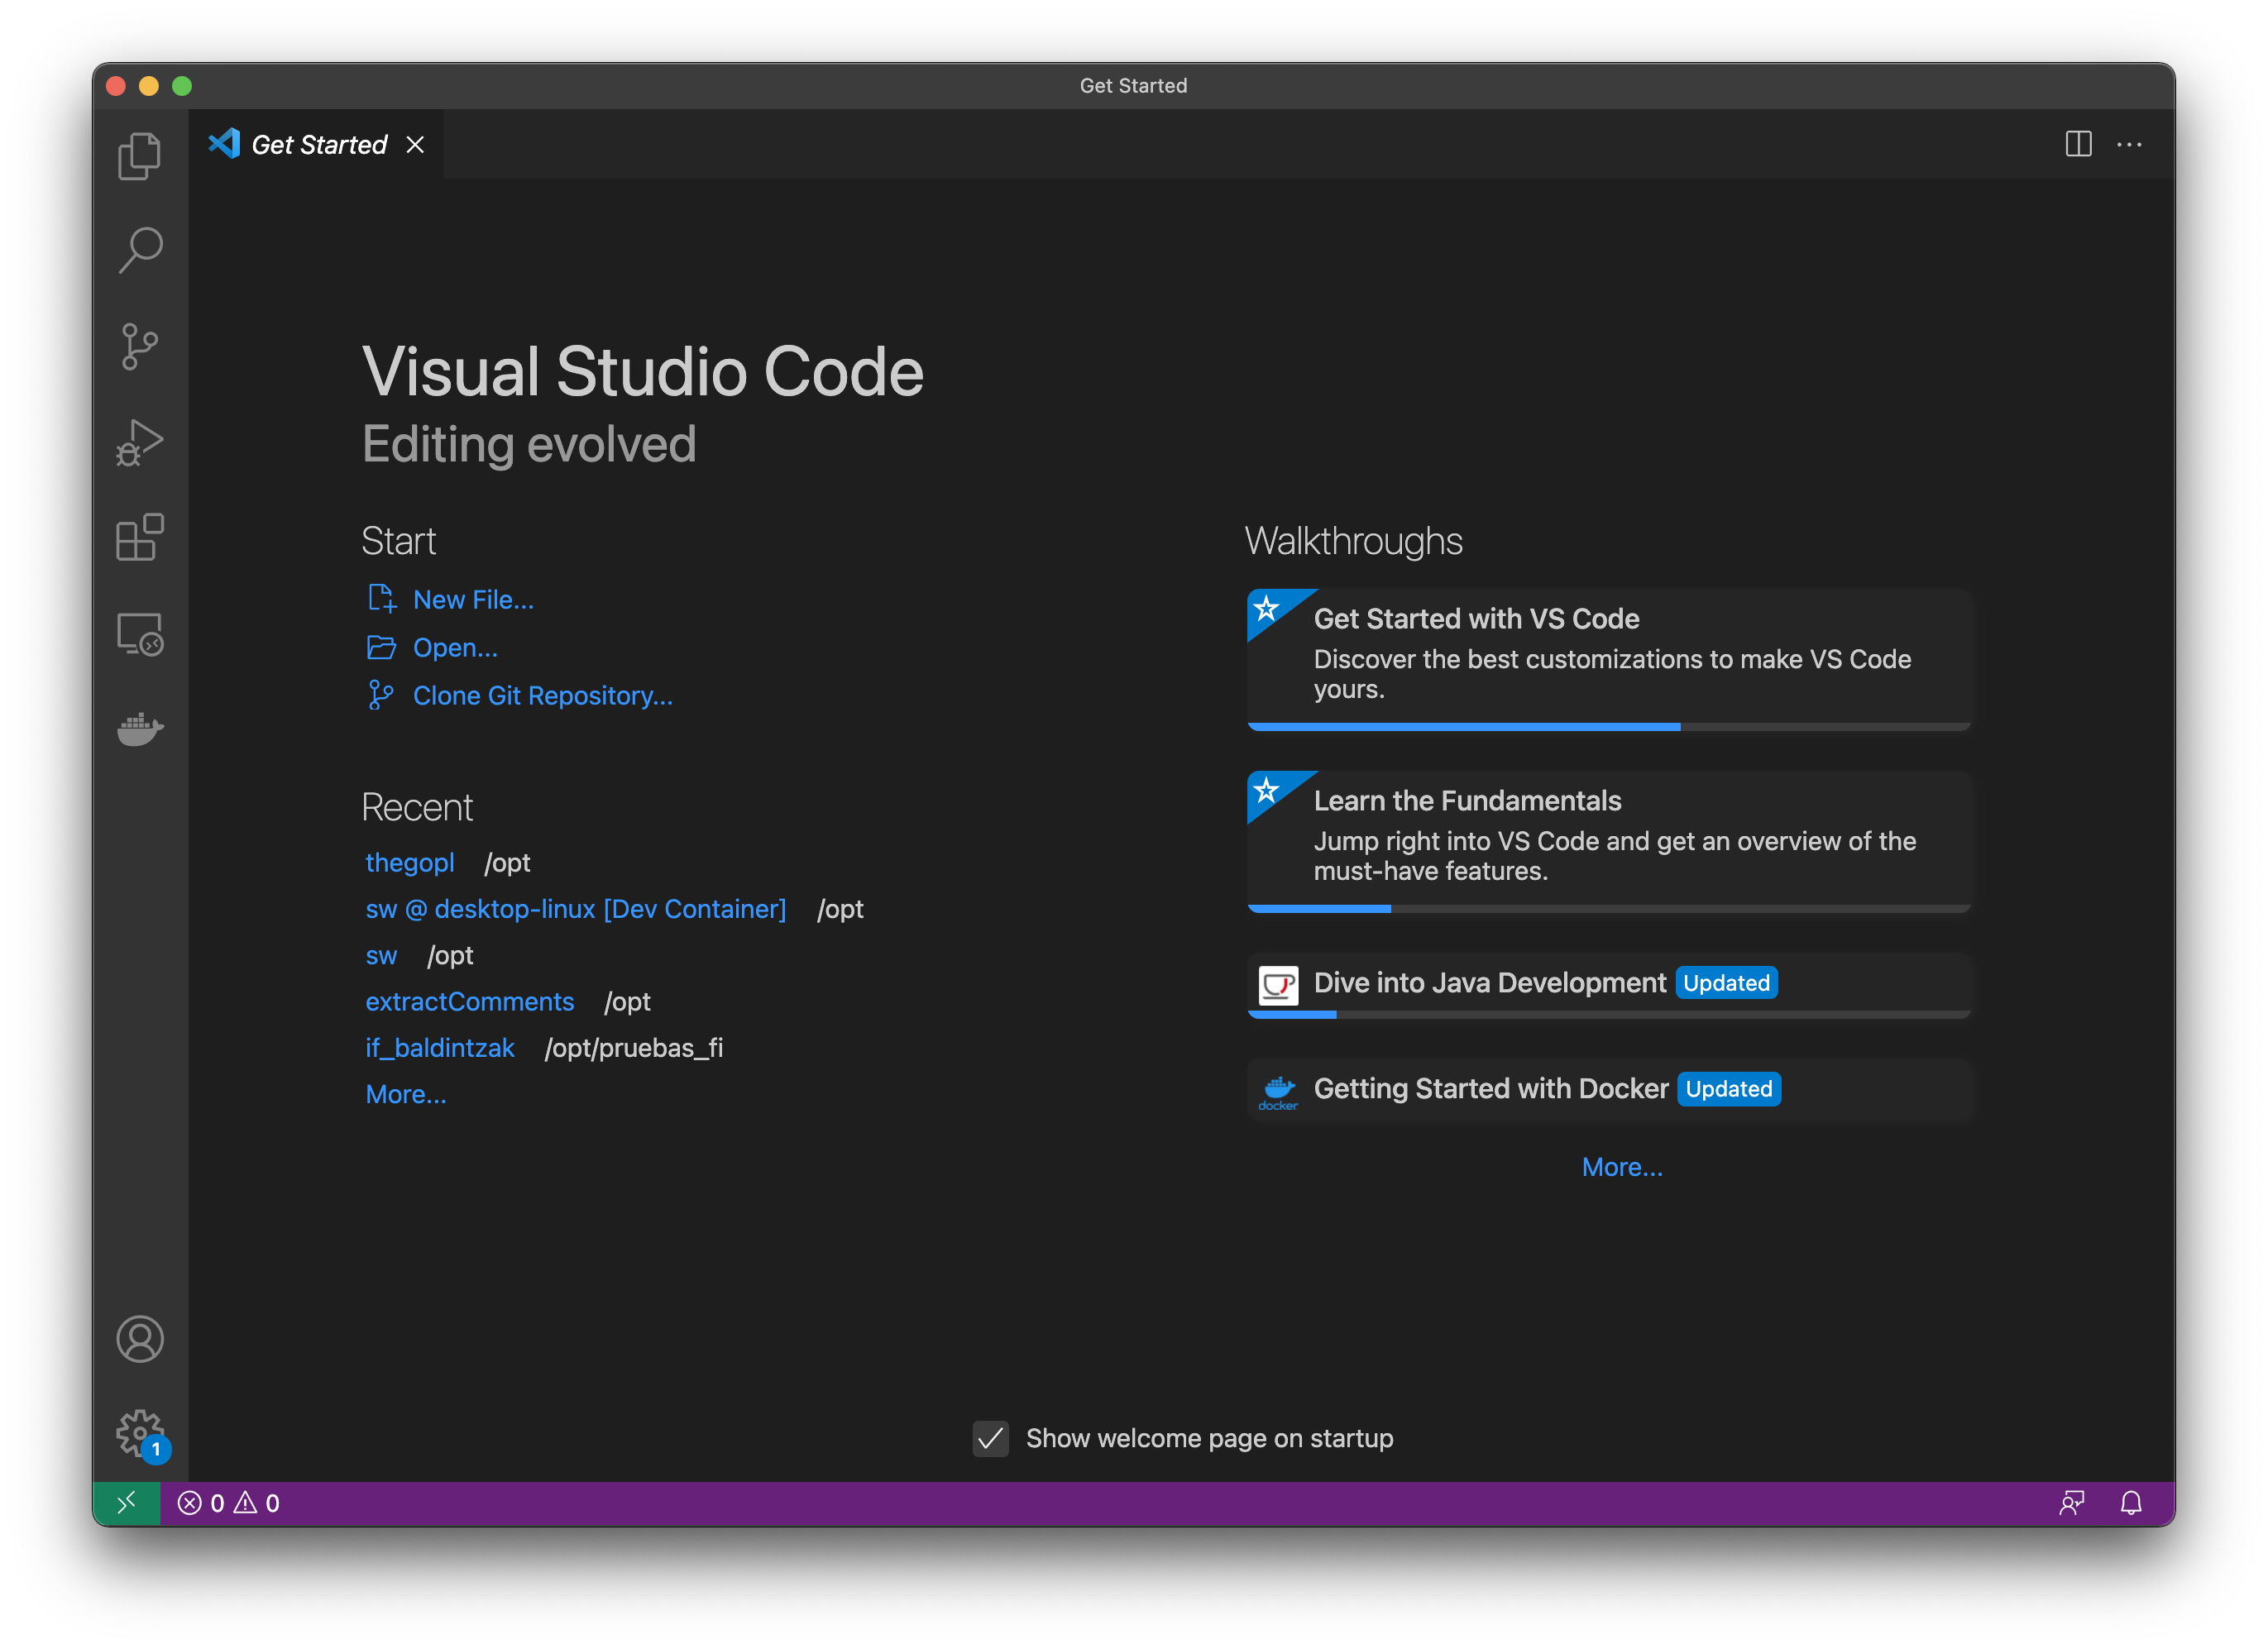 Get Started
Get Started
Visual Studio Code
Editing evolved
Start
New File...
Open...
Clone Git Repository...
Recent
thegopl /opt
sw @ desktop-linux [Dev Container] /opt
sw /opt
extractComments /opt
if_baldintzak /opt/pruebas_fi
More...
Walkthroughs
Get Started with VS Code
Discover the best customizations to make VS Code
yours.
Learn the Fundamentals
Jump right into VS Code and get an overview of the
must-have features.
Dive into Java Development Updated
docker
Getting Started with Docker Updated
More...
Show welcome page on startup
1
0 0